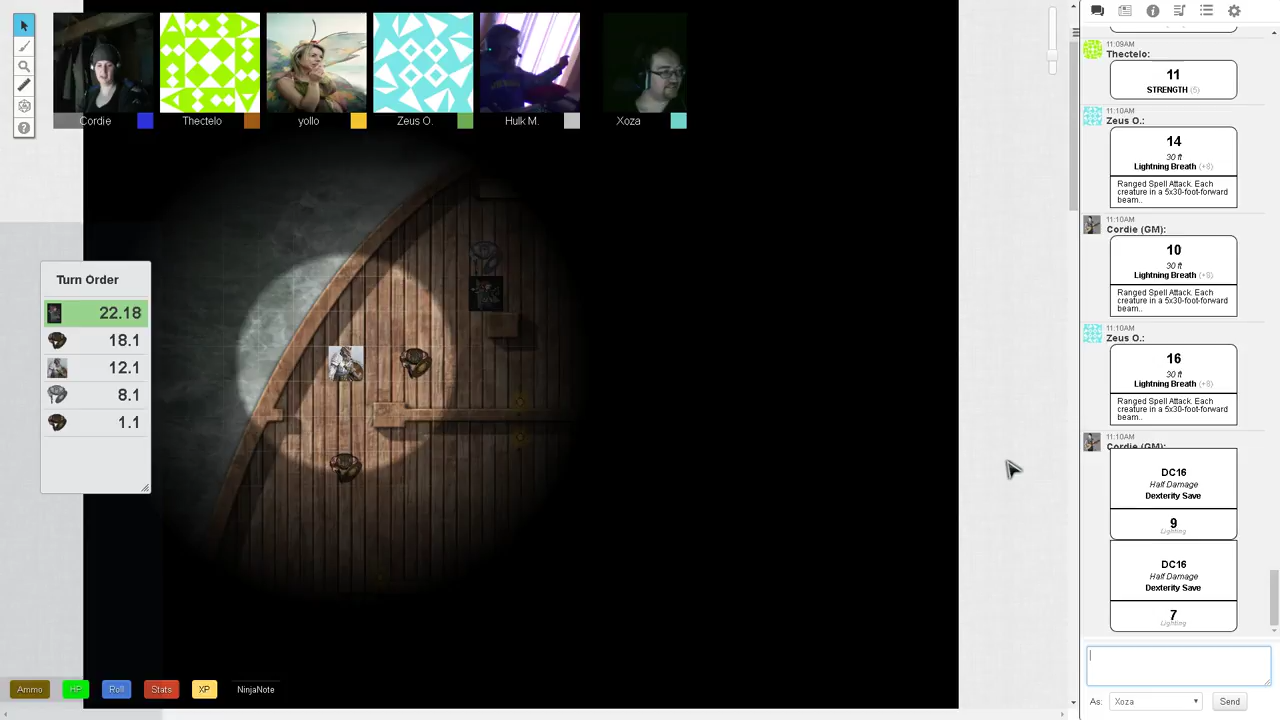 Cordie
Thectelo
yollo
Zeus O.
Hulk M.
Xoza
Turn Order
22.18
18.1
12.1
8.1
1.1
Ammo
HP
Roll
Stats
XP
NinjaNote
11:09AM
Thectelo:
11
STRENGTH (5)
11:10AM
Zeus O.:
14
30 ft
Lightning Breath (+8)
Ranged Spell Attack. Each
creature in a 5x30-foot-forward
beam..
11:10AM
Cordie (GM):
10
30 ft
Lightning Breath (+8)
Ranged Spell Attack. Each
creature in a 5x30-foot-forward
beam..
11:10AM
Zeus O.:
16
30 ft
Lightning Breath (+8)
Ranged Spell Attack. Each
creature in a 5x30-foot-forward
beam..
11:10AM
Cordie (GM):
DC16
Half Damage
Dexterity Save
9
Lighting
DC16
Half Damage
Dexterity Save
7
Lighting
As:
Xoza
Send